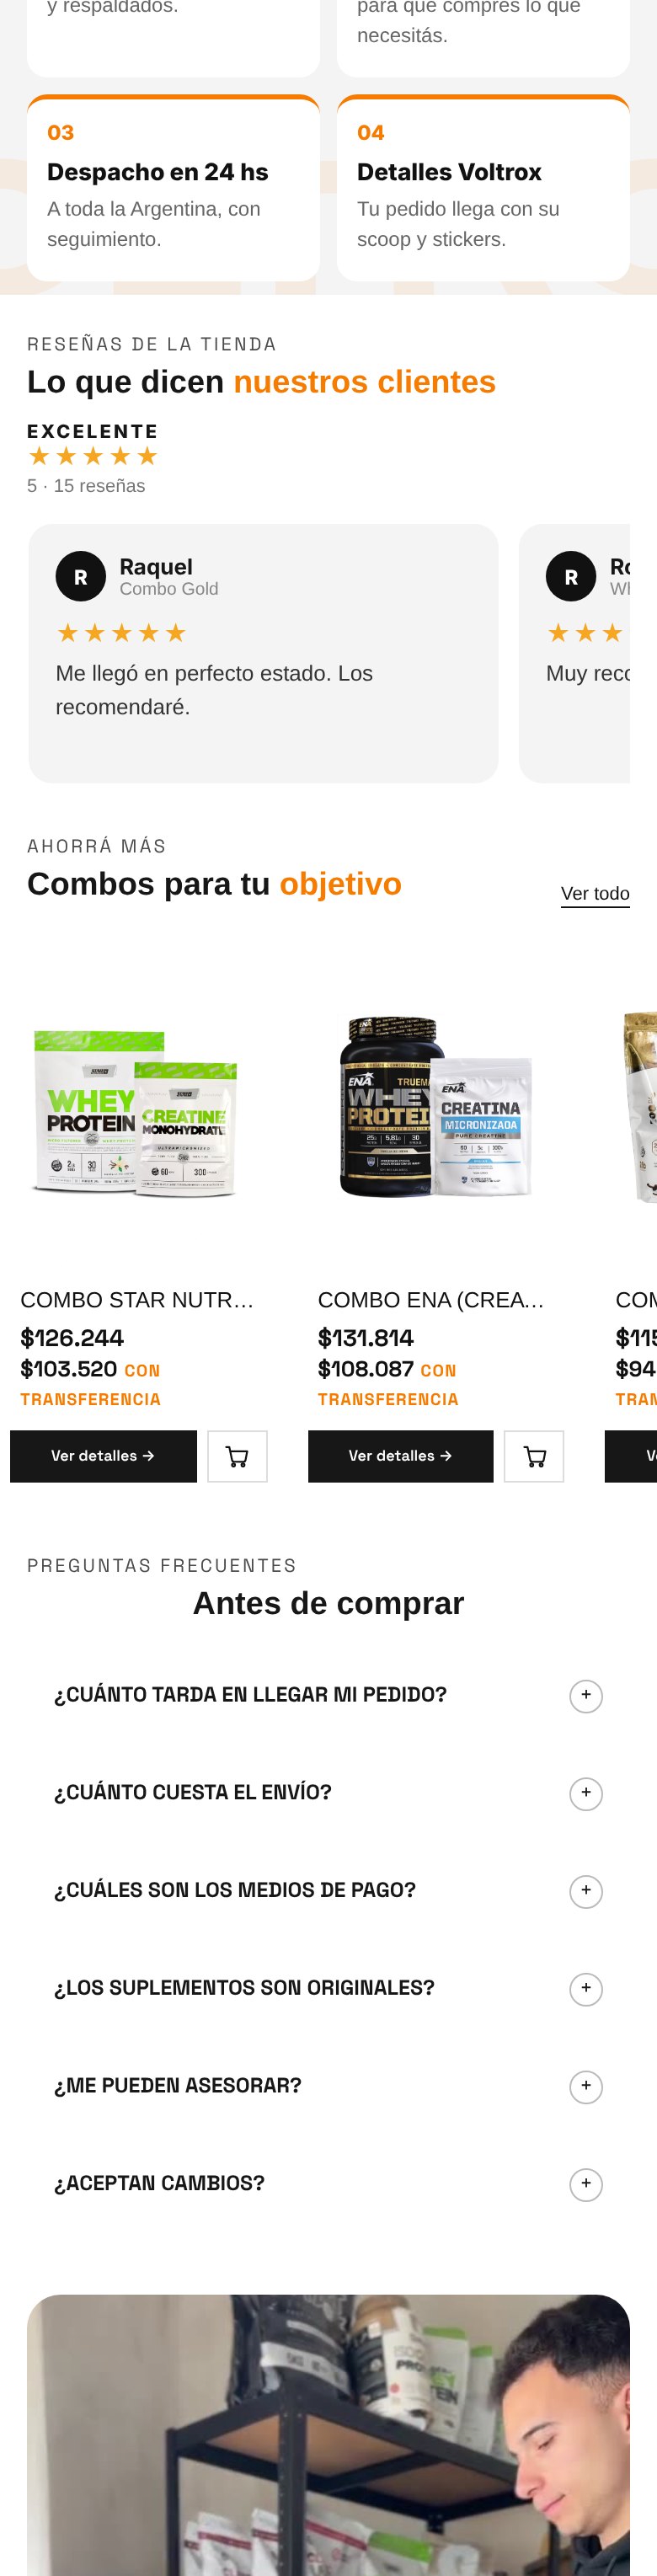 y respaldados.
para que compres lo que
necesitás.
03
Despacho en 24 hs
A toda la Argentina, con
seguimiento.
04
Detalles Voltrox
Tu pedido llega con su
scoop y stickers.
RESEÑAS DE LA TIENDA
Lo que dicen nuestros clientes
EXCELENTE
5 · 15 reseñas
R
Raquel
Combo Gold
Me llegó en perfecto estado. Los
recomendaré.
R
Muy
AHORRÁ MÁS
Combos para tu objetivo
Ver todo
WHEY
PROTEIN
CREATINE
MONOHYDRATE
ENA
WHEY
ENA
CREATINA
MICRONIZADA
PURE CREATINE
COMBO STAR NUTR...
$126.244
$103.520 CON
TRANSFERENCIA
Ver detalles →
COMBO ENA (CREA...
$131.814
$108.087 CON
TRANSFERENCIA
Ver detalles →
PREGUNTAS FRECUENTES
Antes de comprar
¿CUÁNTO TARDA EN LLEGAR MI PEDIDO?
+
¿CUÁNTO CUESTA EL ENVÍO?
+
¿CUÁLES SON LOS MEDIOS DE PAGO?
+
¿LOS SUPLEMENTOS SON ORIGINALES?
+
¿ME PUEDEN ASESORAR?
+
¿ACEPTAN CAMBIOS?
+